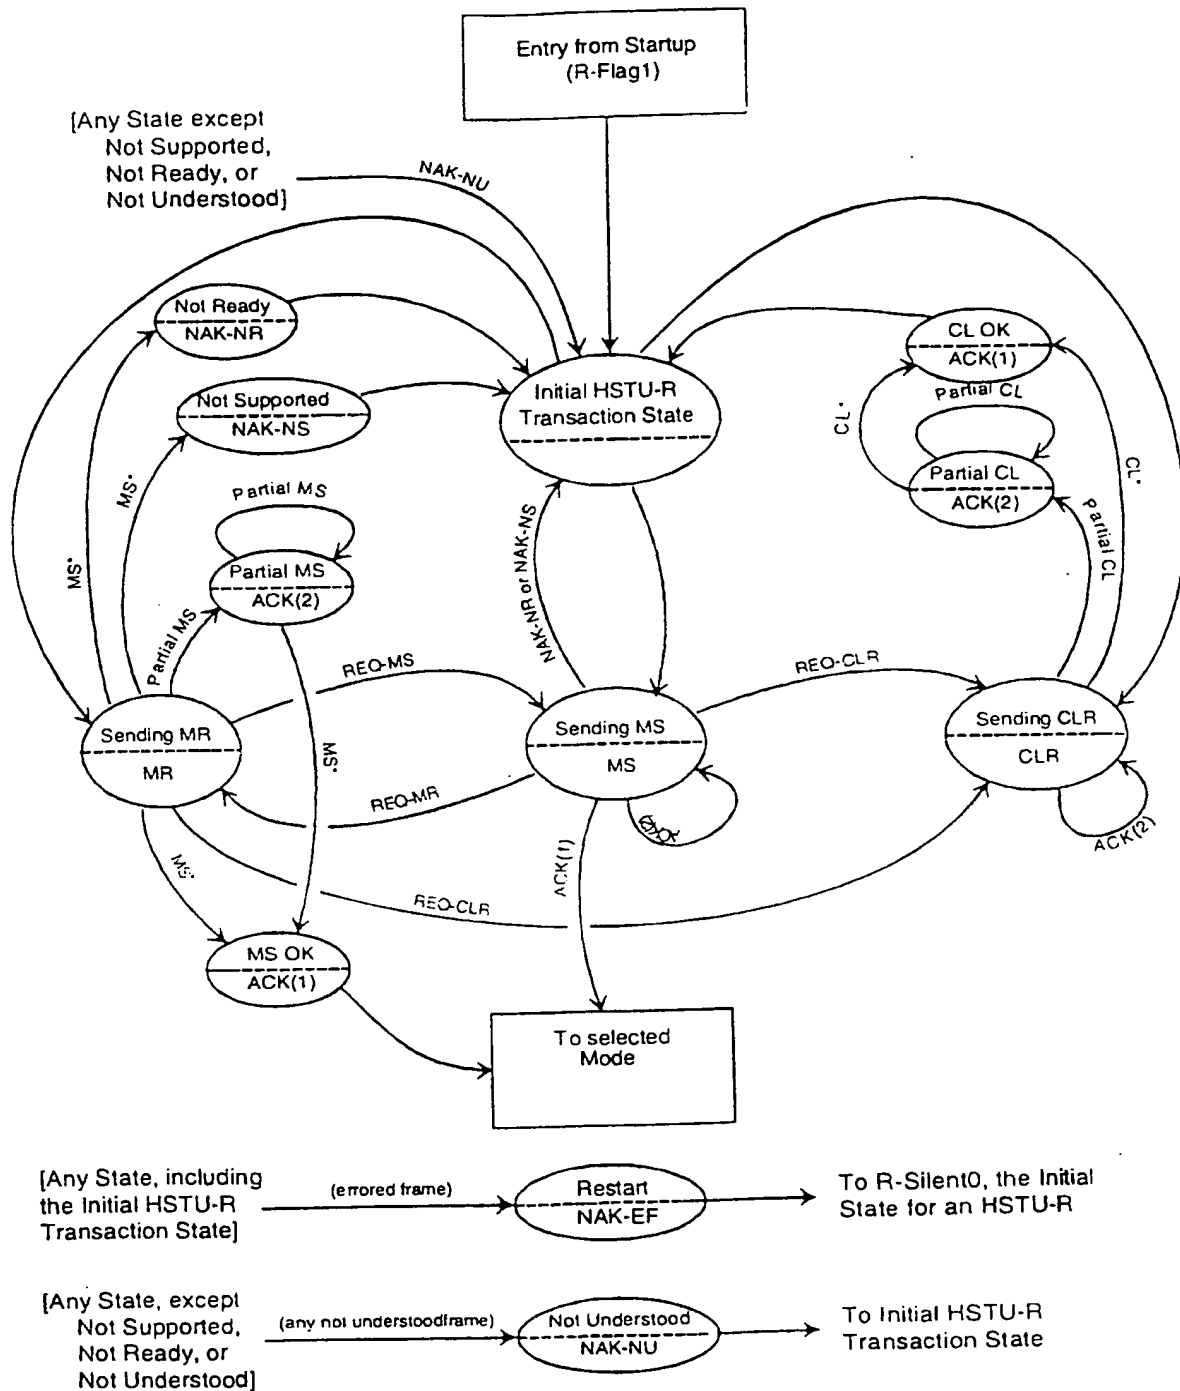 Entry from Startup
(R-Flag1)
[Any State except
Not Supported,
Not Ready, or
Not Understood]
NAK-NU
Not Ready
NAK-NR
CL OK
ACK(1)
Initial HSTU-R
Transaction State
Not Supported
NAK-NS
Partial CL
CL*
Partial CL
ACK(2)
CL*
Partial CL
MS*
MS*
Partial MS
Partial MS
ACK(2)
Partial MS
NAK-NR or NAK-NS
REQ-MS
REQ-CLR
Sending MR
MR
MS*
Sending MS
MS
Sending CLR
CLR
REQ-MR
ACK(2)
MS*
ACK(1)
REQ-CLR
MS OK
ACK(1)
To selected
Mode
[Any State, including
the Initial HSTU-R
Transaction State]
(errored frame)
Restart
NAK-EF
To R-Silent0, the Initial
State for an HSTU-R
[Any State, except
Not Supported,
Not Ready, or
Not Understood]
(any not understoodframe)
Not Understood
NAK-NU
To Initial HSTU-R
Transaction State